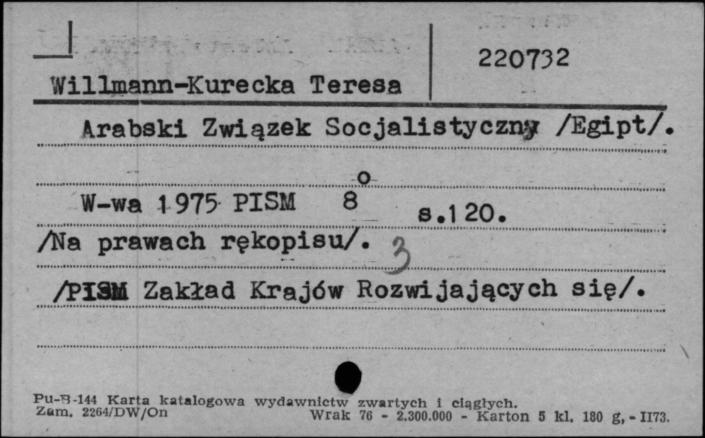 220732
Willmann-Kurecka Teresa
Arabski Związek Socjalistyczny /Egipt/.
W-wa 1975 PISM 8° s.120.
/Na prawach rękopisu/. 3
/PISM Zakład Krajów Rozwijających się/.
Pu-B-144 Karta katalogowa wydawnictw zwartych i ciągłych.
Zam. 2264/DW/On Wrak 76 - 2.300.000 - Karton 5 kl. 180 g, - II73.